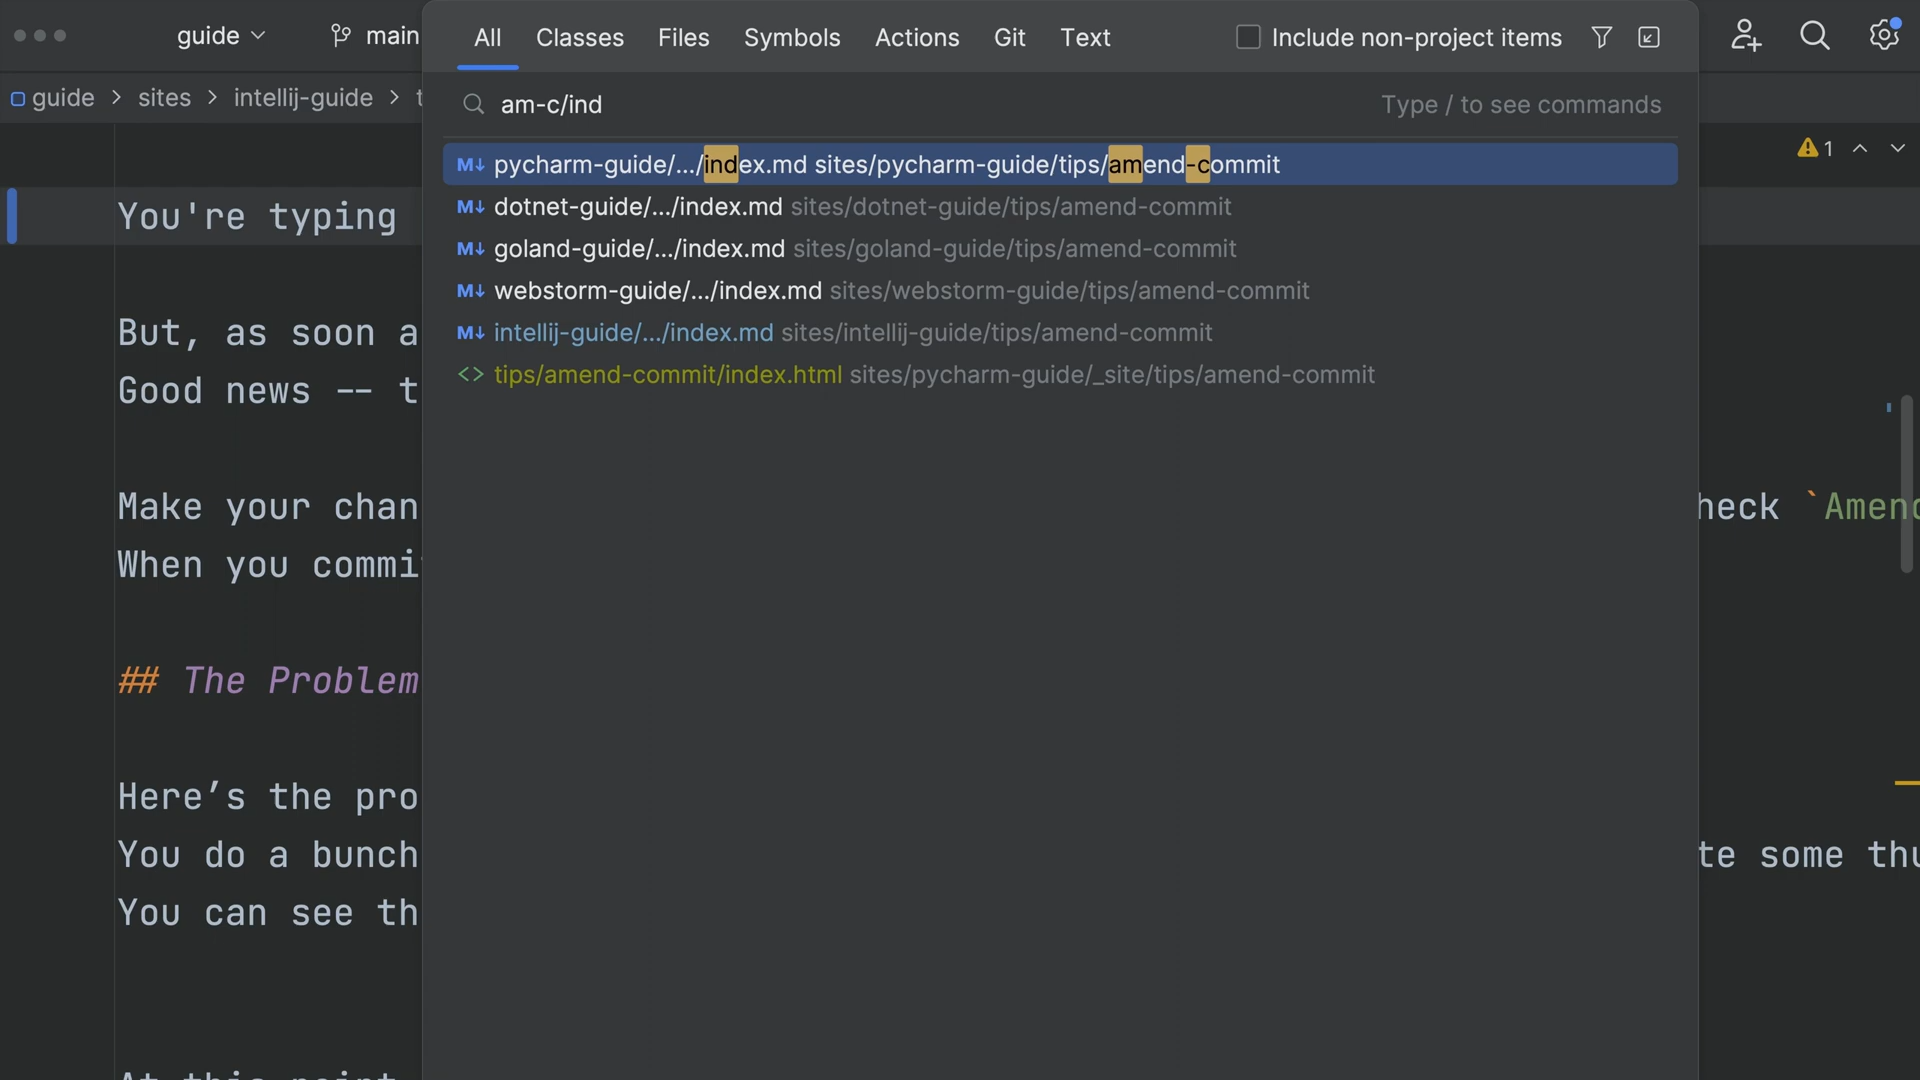 guide main
All Classes Files Symbols Actions Git Text Include non-project items
guide > sites > intellij-guide >
am-c/ind Type / to see commands
M↓ pycharm-guide/.../index.md sites/pycharm-guide/tips/amend-commit
1
M↓ dotnet-guide/.../index.md sites/dotnet-guide/tips/amend-commit
M↓ goland-guide/.../index.md sites/goland-guide/tips/amend-commit
M↓ webstorm-guide/.../index.md sites/webstorm-guide/tips/amend-commit
M↓ intellij-guide/.../index.md sites/intellij-guide/tips/amend-commit
<> tips/amend-commit/index.html sites/pycharm-guide/_site/tips/amend-commit
You're typing
But, as soon a
Good news -- t
Make your chan heck `Amend
When you commi
## The Problem
Here’s the pro
You do a bunch te some thu
You can see th
At this point